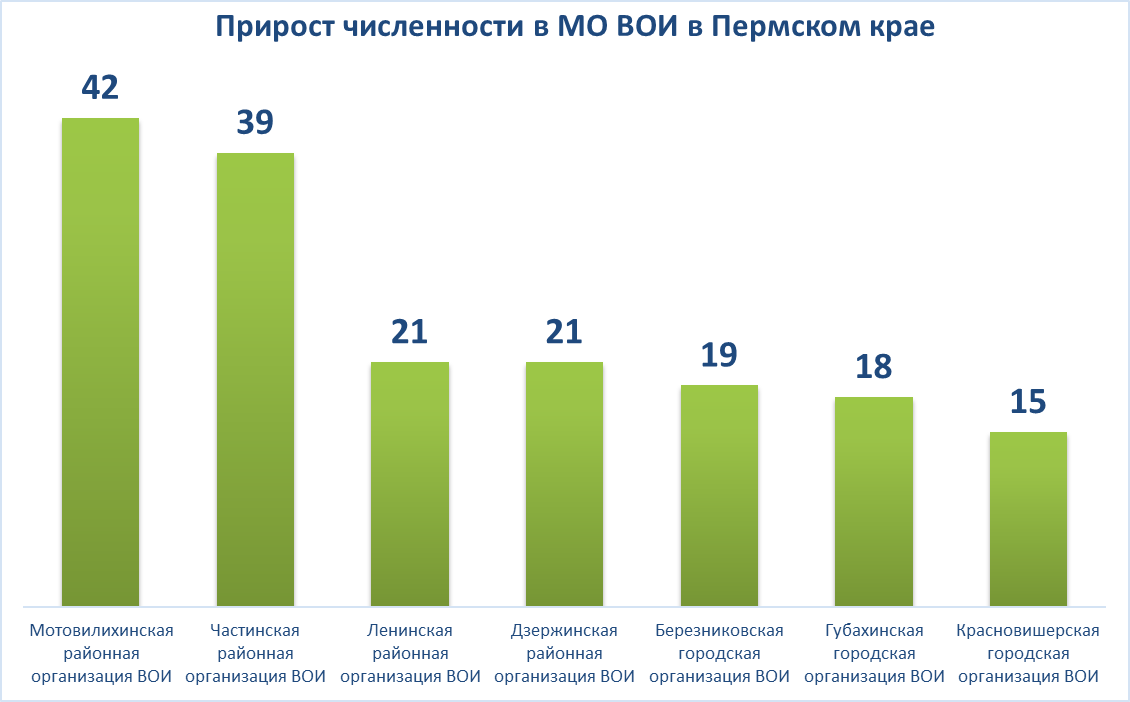 Прирост численности в МО ВОИ в Пермском крае
42
39
21
21
19
18
15
Мотовилихинская
районная
организация ВОИ
Частинская
районная
организация ВОИ
Ленинская
районная
организация ВОИ
Дзержинская
районная
организация ВОИ
Березниковская
городская
организация ВОИ
Губахинская
городская
организация ВОИ
Красновишерская
городская
организация ВОИ